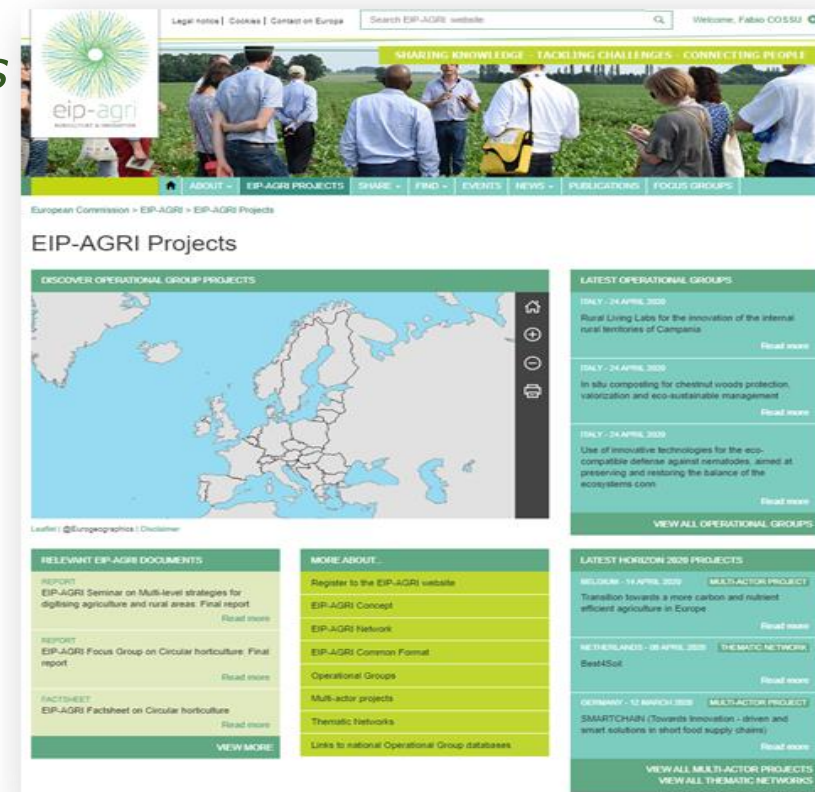 s
Legal notice | Cookies | Contact on Europa
Search EIP-AGRI website
Welcome, Fabio COSSU
SHARING KNOWLEDGE - TACKLING CHALLENGES - CONNECTING PEOPLE
eip-agri
AGRICULTURE & INNOVATION
ABOUT
EIP-AGRI PROJECTS
SHARE
FIND
EVENTS
NEWS
PUBLICATIONS
FOCUS GROUPS
European Commission > EIP-AGRI > EIP-AGRI Projects
EIP-AGRI Projects
DISCOVER OPERATIONAL GROUP PROJECTS
Leaflet | @Eurogeographics | Disclaimer
LATEST OPERATIONAL GROUPS
ITALY - 24 APRIL 2020
Rural Living Labs for the innovation of the internal
rural territories of Campania
Read more
ITALY - 24 APRIL 2020
In situ composting for chestnut woods protection,
valorization and eco-sustainable management
Read more
ITALY - 24 APRIL 2020
Use of innovative technologies for the eco-
compatible defense against nematodes, aimed at
preserving and restoring the balance of the
ecosystems conn
Read more
VIEW ALL OPERATIONAL GROUPS
RELEVANT EIP-AGRI DOCUMENTS
REPORT
EIP-AGRI Seminar on Multi-level strategies for
digitising agriculture and rural areas: Final report
Read more
REPORT
EIP-AGRI Focus Group on Circular horticulture: Final
report
Read more
FACTSHEET
EIP-AGRI Factsheet on Circular horticulture
Read more
VIEW MORE
MORE ABOUT...
Register to the EIP-AGRI website
EIP-AGRI Concept
EIP-AGRI Network
EIP-AGRI Common Format
Operational Groups
Multi-actor projects
Thematic Networks
Links to national Operational Group databases
LATEST HORIZON 2020 PROJECTS
BELGIUM - 14 APRIL 2020 MULTI-ACTOR PROJECT
Transition towards a more carbon and nutrient
efficient agriculture in Europe
Read more
NETHERLANDS - 09 APRIL 2020 THEMATIC NETWORK
Best4Soil
Read more
GERMANY - 12 MARCH 2020 MULTI-ACTOR PROJECT
SMARTCHAIN (Towards Innovation - driven and
smart solutions in short food supply chains)
Read more
VIEW ALL MULTI-ACTOR PROJECTS
VIEW ALL THEMATIC NETWORKS